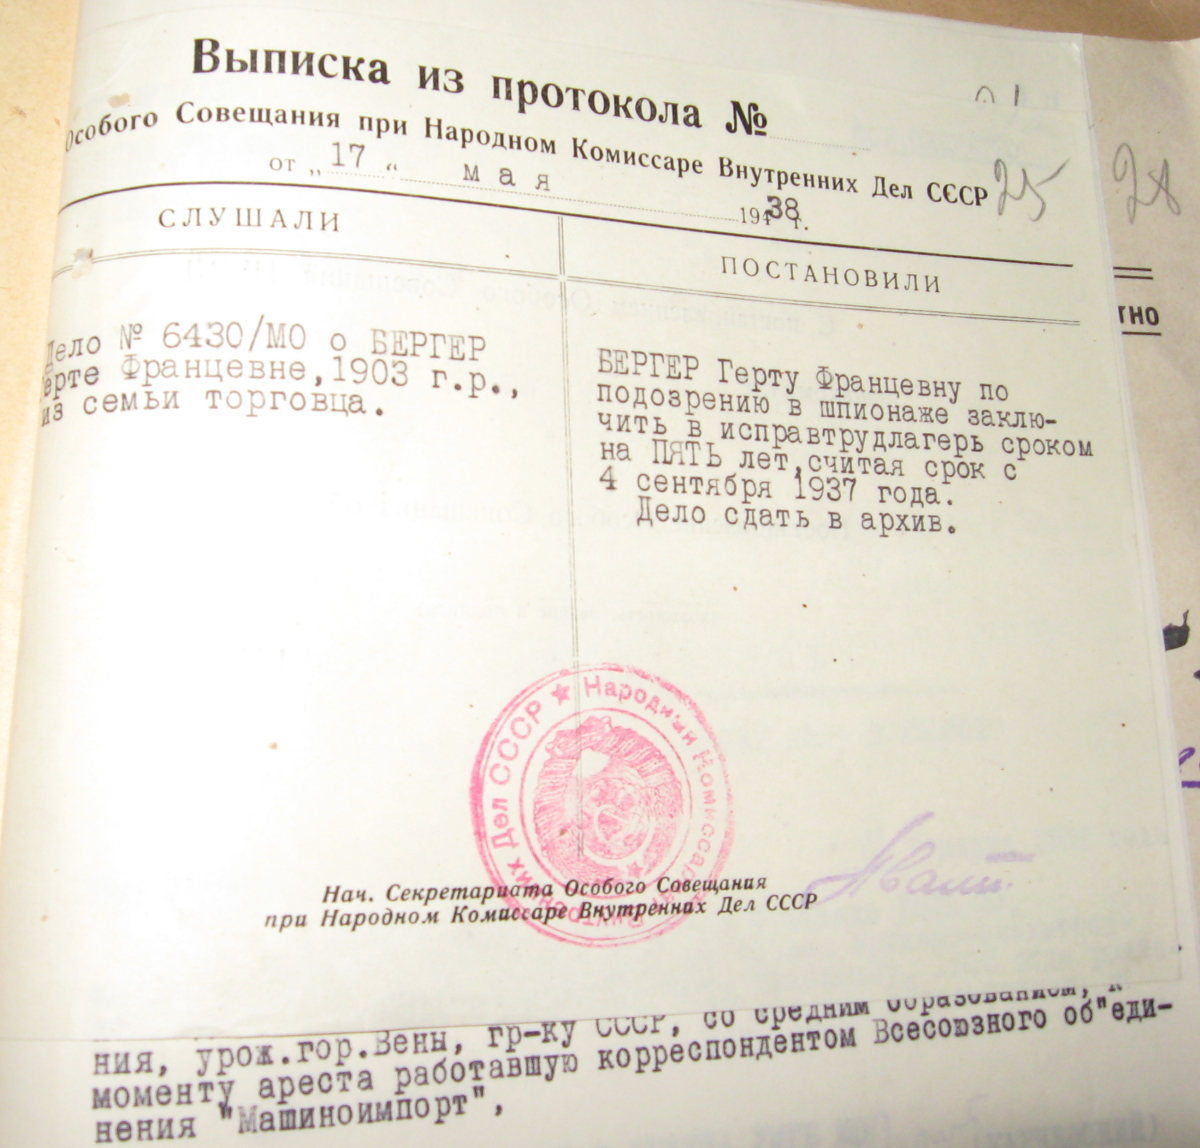 Выписка из протокола №
Особого Совещания при Народном Комиссаре Внутренних Дел СССР
25
28
от „ 17 “ мая 1938 г.
СЛУШАЛИ
ПОСТАНОВИЛИ
тно
Дело № 6430/МО о БЕРГЕР
Герте Францевне,1903 г.р.,
из семьи торговца.
БЕРГЕР Герту Францевну по
подозрению в шпионаже заклю-
чить в исправтрудлагерь сроком
на ПЯТЬ лет,считая срок с
4 сентября 1937 года.
Дело сдать в архив.
Народный Комиссариат Внутренних Дел СССР
Нач. Секретариата Особого Совещания
при Народном Комиссаре Внутренних Дел СССР
ния, урож.гор.Вены, гр-ку СССР, со средним образованием, к
моменту ареста работавшую корреспондентом Всесоюзного об"еди-
нения "Машиноимпорт",